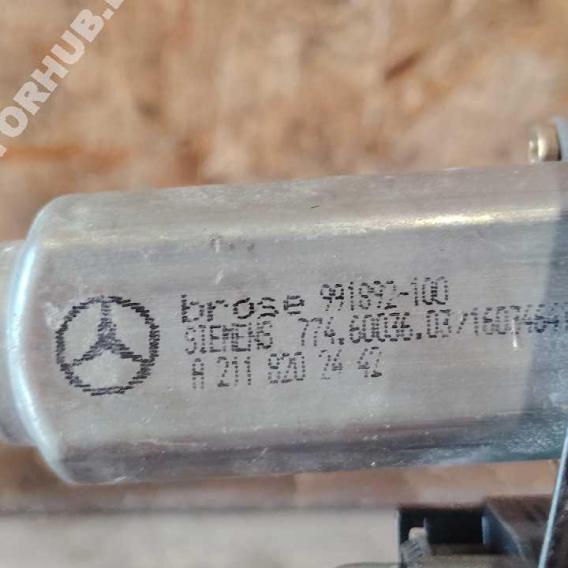 brose 991892-100
SIEMENS 774.60036.03/1607464
A 211 820 24 42